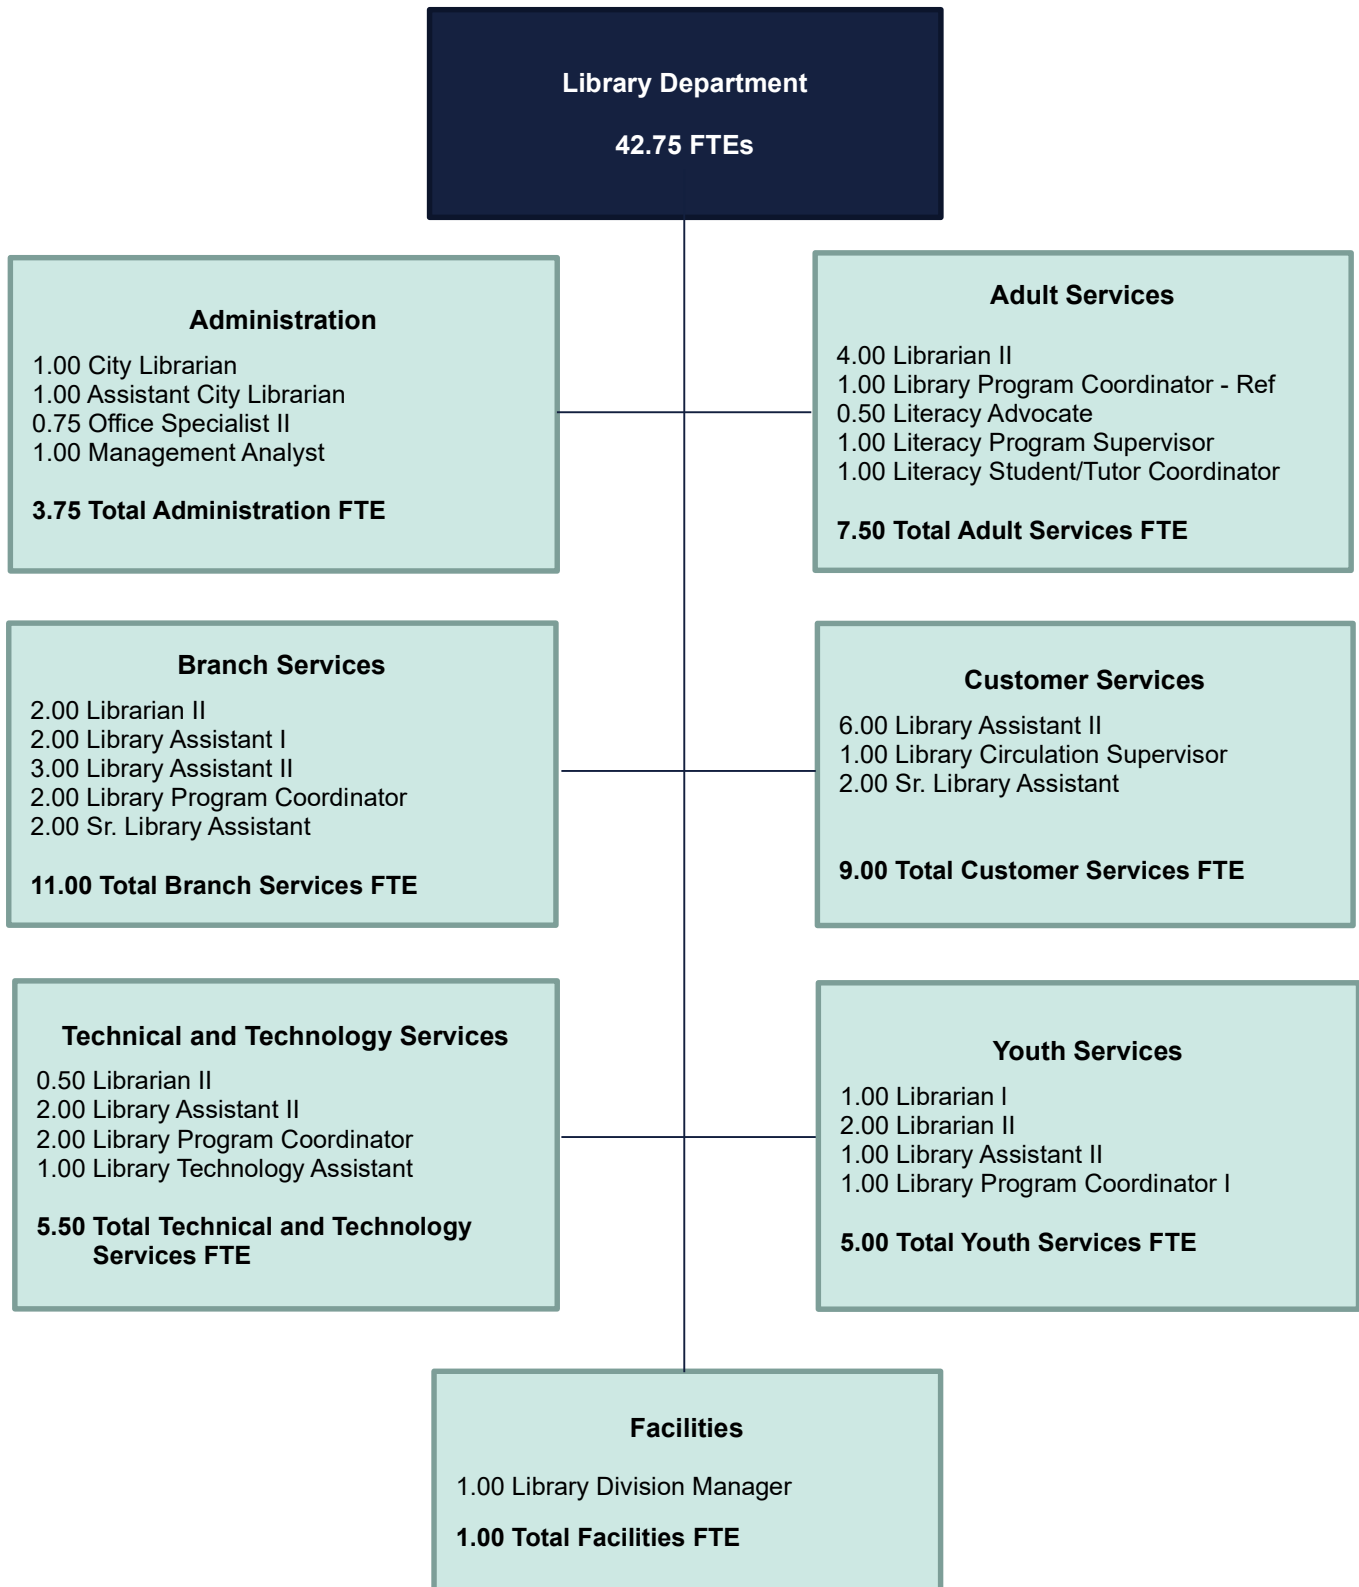 Library Department
42.75 FTEs
Administration
1.00 City Librarian
1.00 Assistant City Librarian
0.75 Office Specialist II
1.00 Management Analyst
3.75 Total Administration FTE
Adult Services
4.00 Librarian II
1.00 Library Program Coordinator - Ref
0.50 Literacy Advocate
1.00 Literacy Program Supervisor
1.00 Literacy Student/Tutor Coordinator
7.50 Total Adult Services FTE
Branch Services
2.00 Librarian II
2.00 Library Assistant I
3.00 Library Assistant II
2.00 Library Program Coordinator
2.00 Sr. Library Assistant
11.00 Total Branch Services FTE
Customer Services
6.00 Library Assistant II
1.00 Library Circulation Supervisor
2.00 Sr. Library Assistant
9.00 Total Customer Services FTE
Technical and Technology Services
0.50 Librarian II
2.00 Library Assistant II
2.00 Library Program Coordinator
1.00 Library Technology Assistant
5.50 Total Technical and Technology
Services FTE
Youth Services
1.00 Librarian I
2.00 Librarian II
1.00 Library Assistant II
1.00 Library Program Coordinator I
5.00 Total Youth Services FTE
Facilities
1.00 Library Division Manager
1.00 Total Facilities FTE